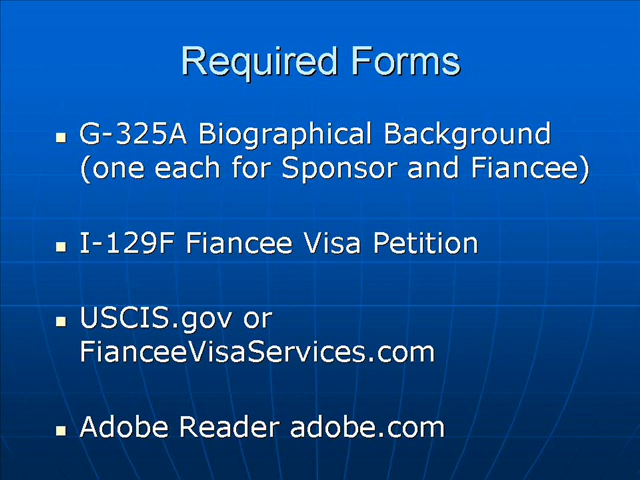 Required Forms
G-325A Biographical Background
(one each for Sponsor and Fiancee)
I-129F Fiancee Visa Petition
USCIS.gov or
FianceeVisaServices.com
Adobe Reader adobe.com